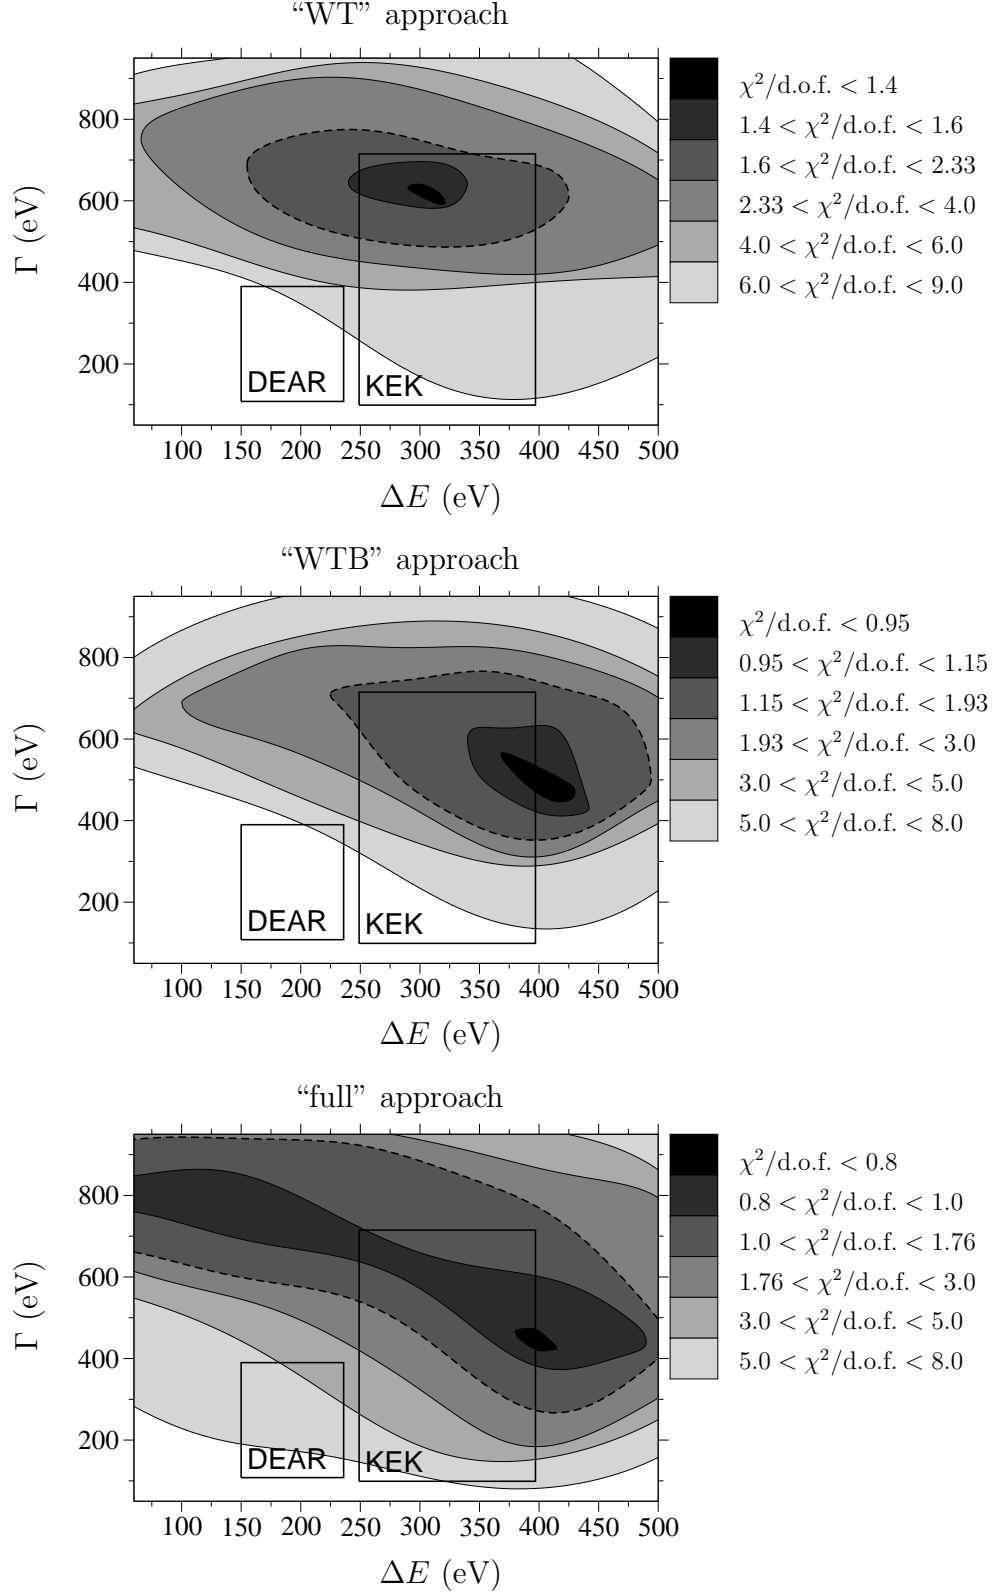 “WT” approach
Γ (eV)
800
600
400
200
DEAR
KEK
100 150 200 250 300 350 400 450 500
ΔE (eV)
χ²/d.o.f. < 1.4
1.4 < χ²/d.o.f. < 1.6
1.6 < χ²/d.o.f. < 2.33
2.33 < χ²/d.o.f. < 4.0
4.0 < χ²/d.o.f. < 6.0
6.0 < χ²/d.o.f. < 9.0
“WTB” approach
Γ (eV)
800
600
400
200
DEAR
KEK
100 150 200 250 300 350 400 450 500
ΔE (eV)
χ²/d.o.f. < 0.95
0.95 < χ²/d.o.f. < 1.15
1.15 < χ²/d.o.f. < 1.93
1.93 < χ²/d.o.f. < 3.0
3.0 < χ²/d.o.f. < 5.0
5.0 < χ²/d.o.f. < 8.0
“full” approach
Γ (eV)
800
600
400
200
DEAR
KEK
100 150 200 250 300 350 400 450 500
ΔE (eV)
χ²/d.o.f. < 0.8
0.8 < χ²/d.o.f. < 1.0
1.0 < χ²/d.o.f. < 1.76
1.76 < χ²/d.o.f. < 3.0
3.0 < χ²/d.o.f. < 5.0
5.0 < χ²/d.o.f. < 8.0